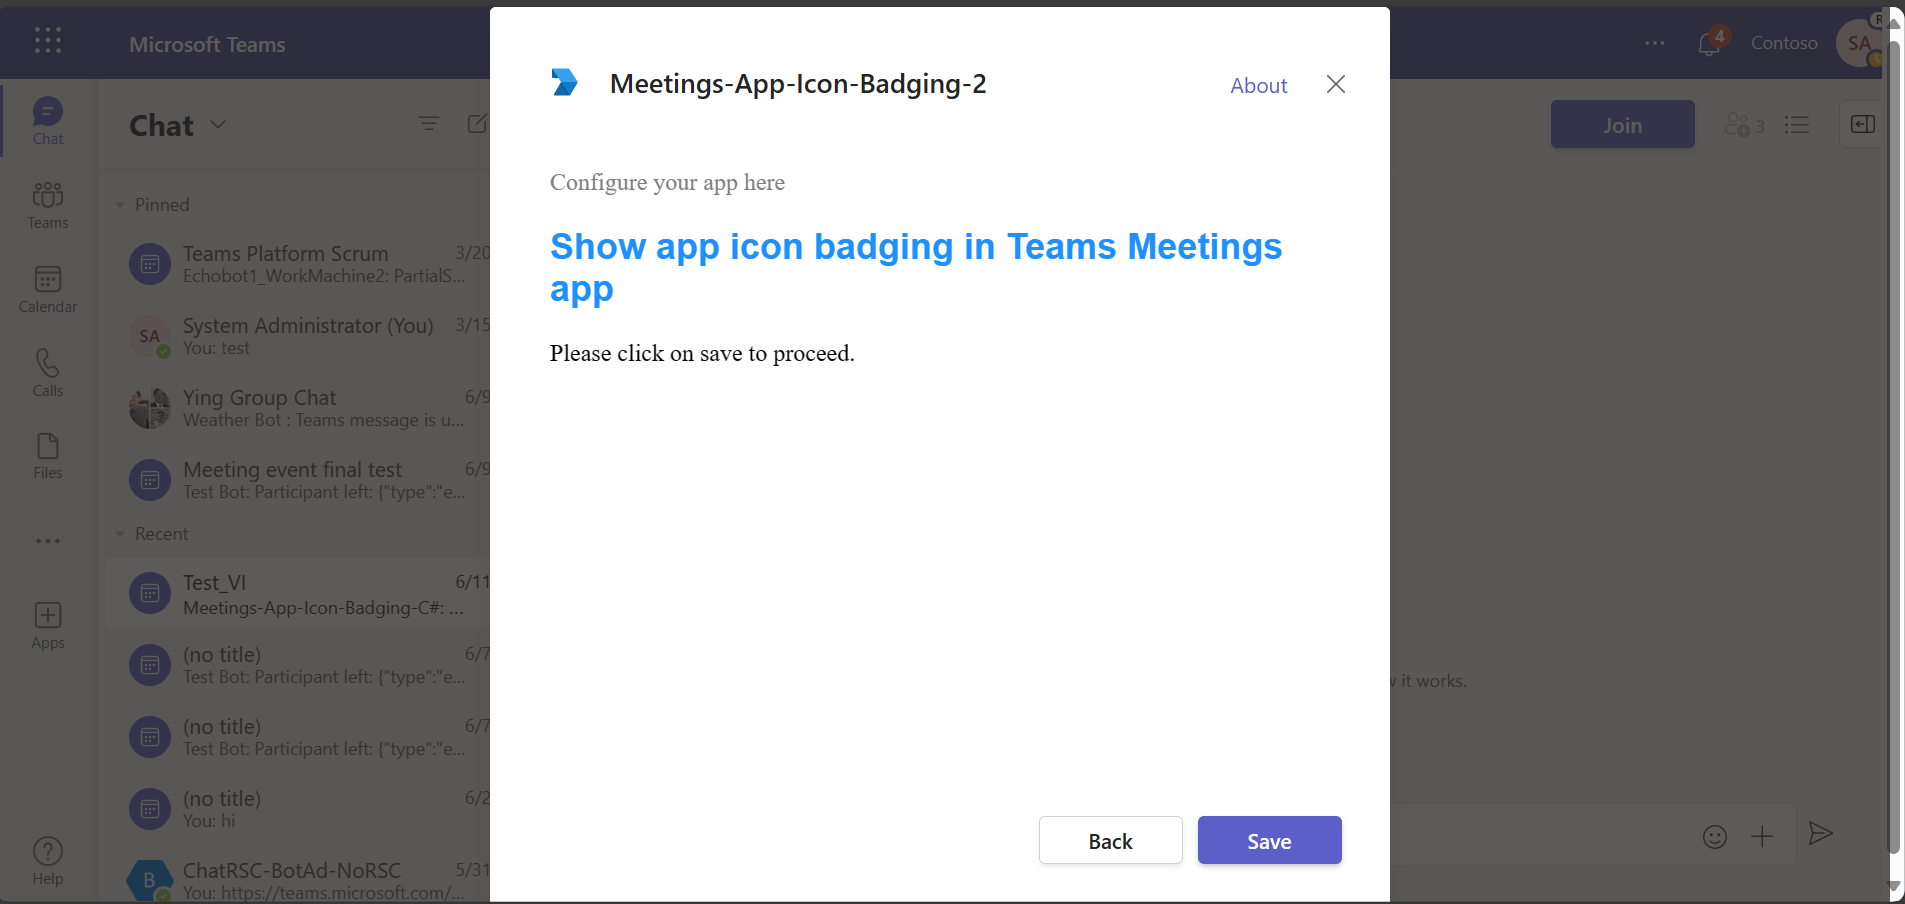 Microsoft Teams
4
Contoso
SA
R
Chat
Teams
Calendar
Calls
Files
Apps
Help
Chat
Pinned
Teams Platform Scrum 3/20
Echobot1_WorkMachine2: PartialS...
SA
System Administrator (You) 3/15
You: test
Ying Group Chat 6/9
Weather Bot : Teams message is u...
Meeting event final test 6/9
Test Bot: Participant left: {"type":"e...
Recent
Test_VI 6/11
Meetings-App-Icon-Badging-C#: ...
(no title) 6/7
Test Bot: Participant left: {"type":"e...
(no title) 6/7
Test Bot: Participant left: {"type":"e...
(no title) 6/2
You: hi
B
ChatRSC-BotAd-NoRSC 5/31
You: https://teams.microsoft.com/...
Meetings-App-Icon-Badging-2
About
Configure your app here
Show app icon badging in Teams Meetings
app
Please click on save to proceed.
Back
Save
Join
3
it works.